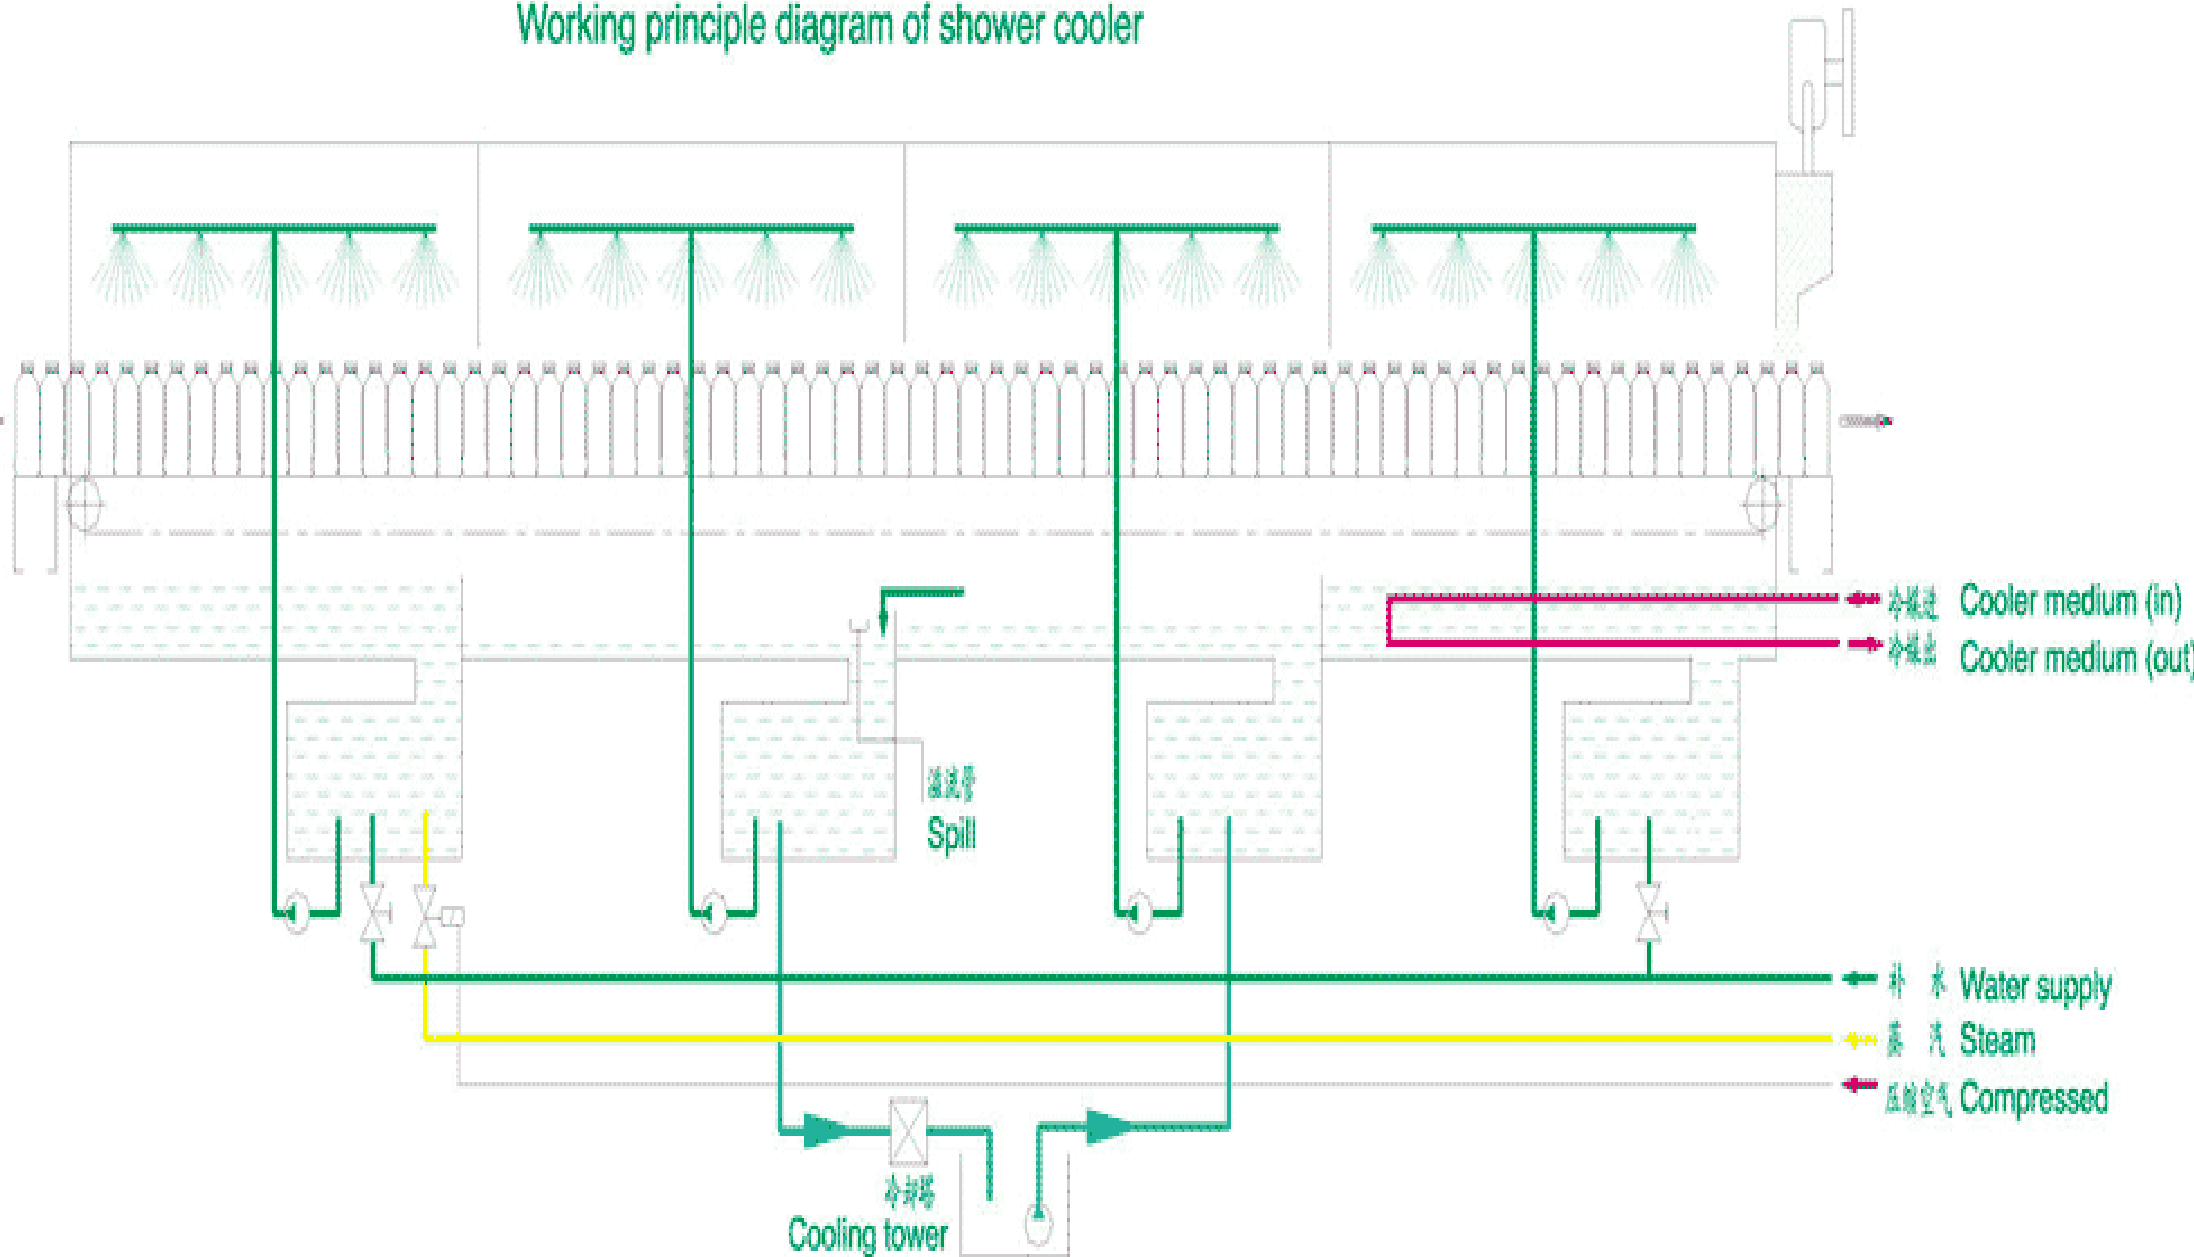 Working principle diagram of shower cooler
冷媒进 Cooler medium (in)
冷媒出 Cooler medium (out)
溢流管
Spill
补 水 Water supply
蒸 汽 Steam
压缩空气 Compressed
冷却塔
Cooling tower